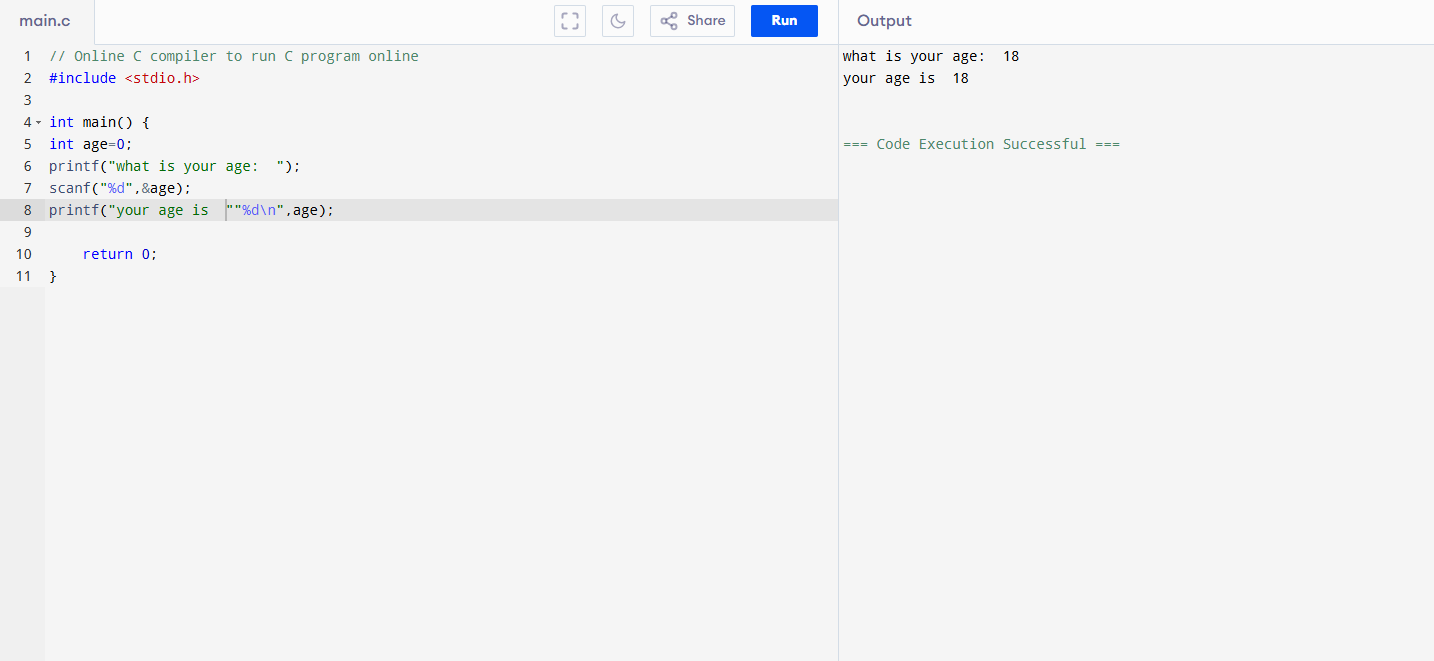 main.c Share Run Output
1 // Online C compiler to run C program online
2 #include <stdio.h>
3
4 int main() {
5 int age=0;
6 printf("what is your age:  ");
7 scanf("%d",&age);
8 printf("your age is  ""%d\n",age);
9
10     return 0;
11 }
what is your age:  18
your age is  18
=== Code Execution Successful ===